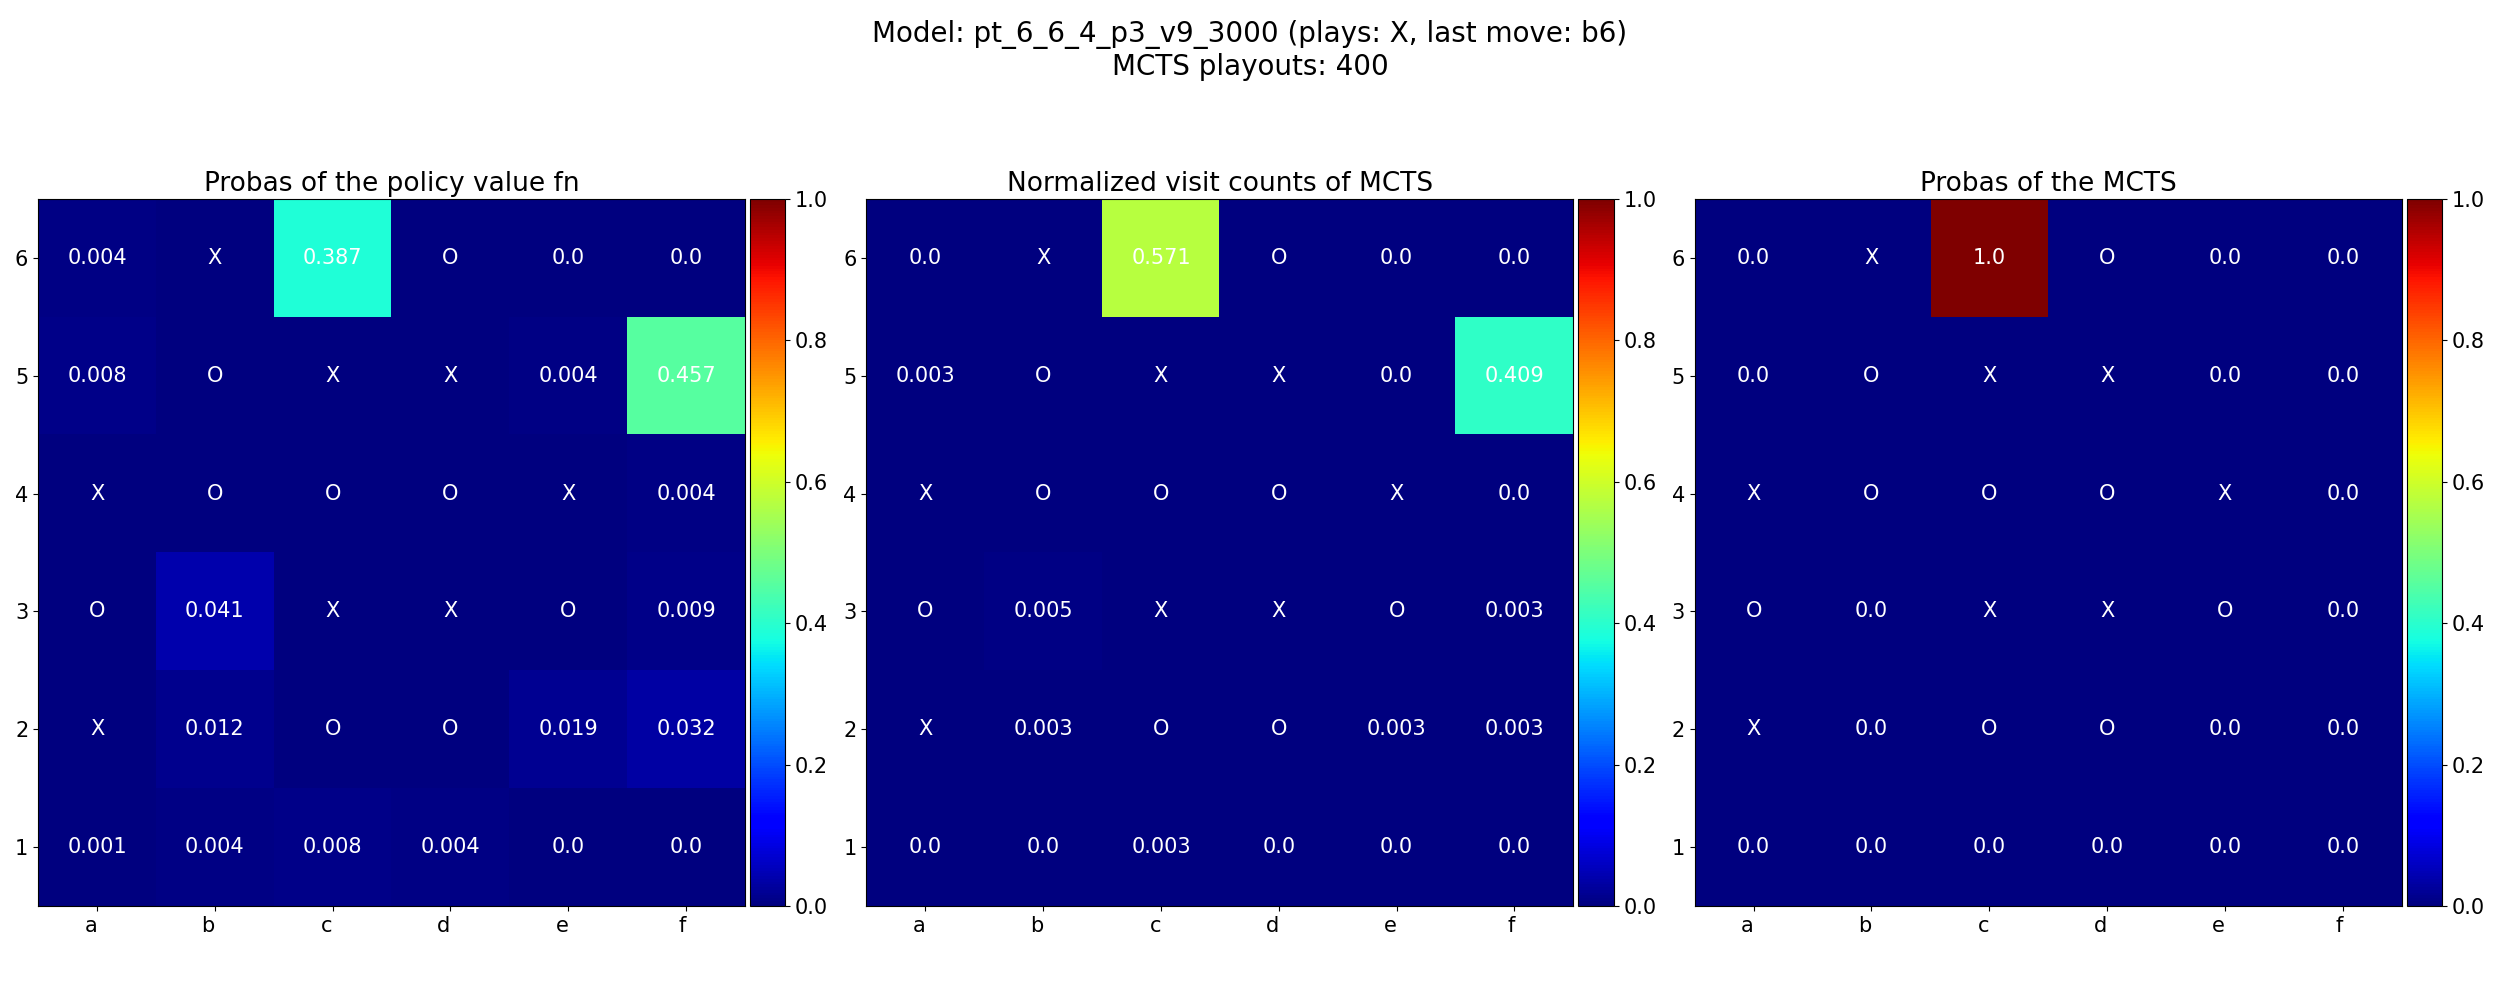 Model: pt_6_6_4_p3_v9_3000 (plays: X, last move: b6)
MCTS playouts: 400
Probas of the policy value fn
6 0.004 X 0.387 O 0.0 0.0
5 0.008 O X X 0.004 0.457
4 X O O O X 0.004
3 O 0.041 X X O 0.009
2 X 0.012 O O 0.019 0.032
1 0.001 0.004 0.008 0.004 0.0 0.0
a b c d e f
1.0
0.8
0.6
0.4
0.2
0.0
Normalized visit counts of MCTS
6 0.0 X 0.571 O 0.0 0.0
5 0.003 O X X 0.0 0.409
4 X O O O X 0.0
3 O 0.005 X X O 0.003
2 X 0.003 O O 0.003 0.003
1 0.0 0.0 0.003 0.0 0.0 0.0
a b c d e f
1.0
0.8
0.6
0.4
0.2
0.0
Probas of the MCTS
6 0.0 X 1.0 O 0.0 0.0
5 0.0 O X X 0.0 0.0
4 X O O O X 0.0
3 O 0.0 X X O 0.0
2 X 0.0 O O 0.0 0.0
1 0.0 0.0 0.0 0.0 0.0 0.0
a b c d e f
1.0
0.8
0.6
0.4
0.2
0.0